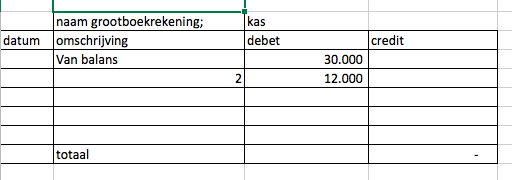 naam grootboekrekening; kas
datum omschrijving debet credit
Van balans 30.000
2 12.000
totaal -